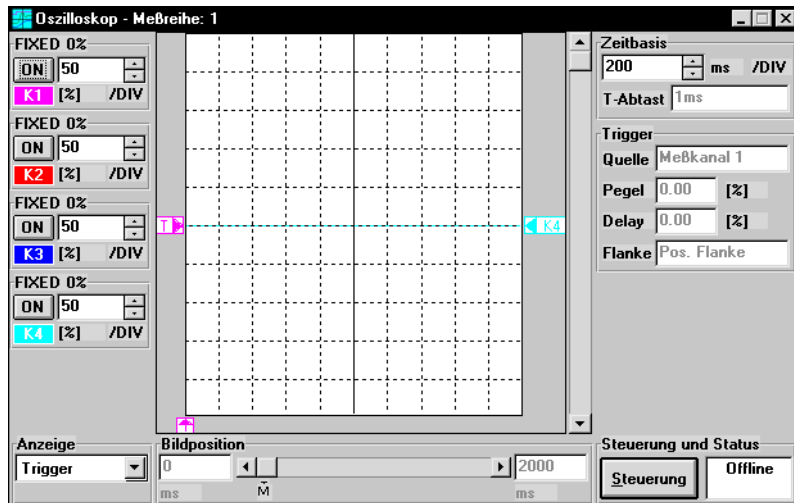 Oszilloskop - Meßreihe: 1
FIXED 0%
ON 50
K1 [%] /DIV
FIXED 0%
ON 50
K2 [%] /DIV
FIXED 0%
ON 50
K3 [%] /DIV
FIXED 0%
ON 50
K4 [%] /DIV
T
K4
Zeitbasis
200 ms /DIV
T-Abtast 1ms
Trigger
Quelle Meßkanal 1
Pegel 0.00 [%]
Delay 0.00 [%]
Flanke Pos. Flanke
Anzeige
Trigger
Bildposition
0
2000
ms
M
ms
Steuerung und Status
Steuerung
Offline